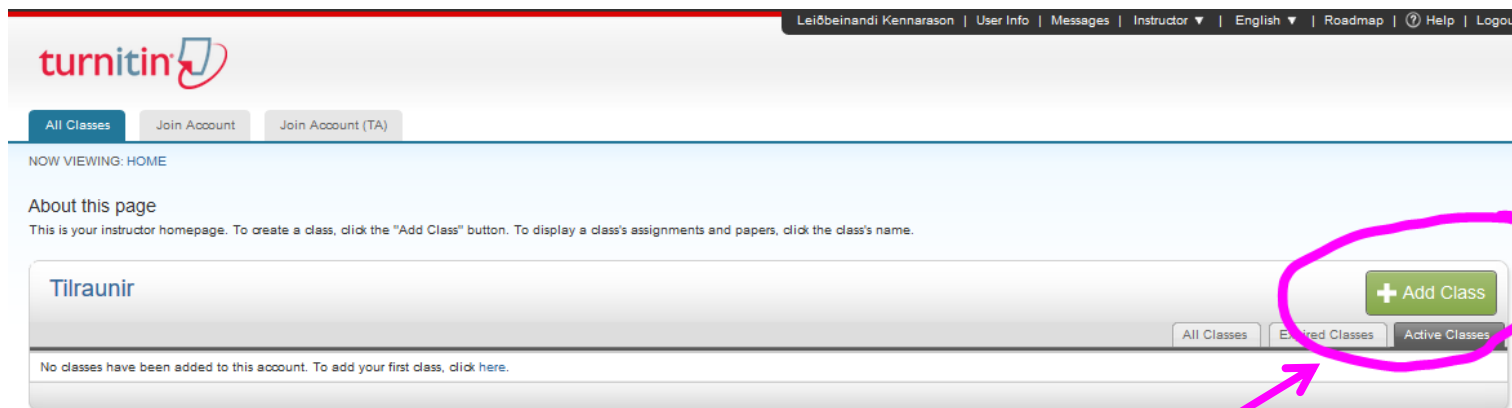 Leiðbeinandi Kennarason | User Info | Messages | Instructor ▼ | English ▼ | Roadmap | ? Help | Logou
turnitin
All Classes Join Account Join Account (TA)
NOW VIEWING: HOME
About this page
This is your instructor homepage. To create a class, click the "Add Class" button. To display a class's assignments and papers, click the class's name.
Tilraunir
Add Class
All Classes Expired Classes Active Classes
No classes have been added to this account. To add your first class, click here.